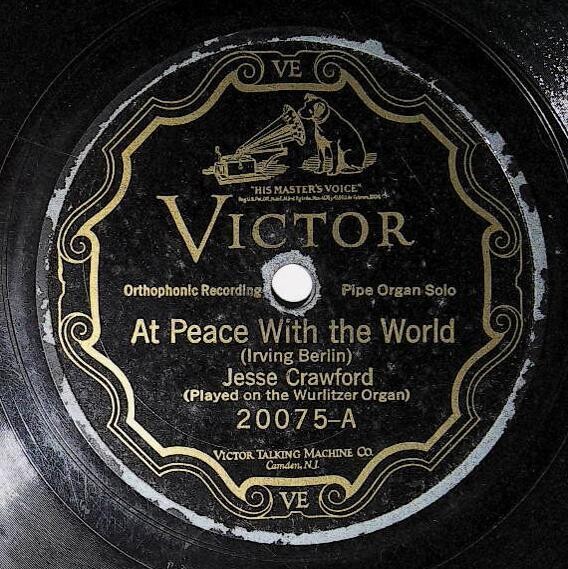 VE
"HIS MASTER'S VOICE"
VICTOR
Orthophonic Recording Pipe Organ Solo
At Peace With the World
(Irving Berlin)
Jesse Crawford
(Played on the Wurlitzer Organ)
20075-A
VICTOR TALKING MACHINE CO.
Camden, N.J.
VE